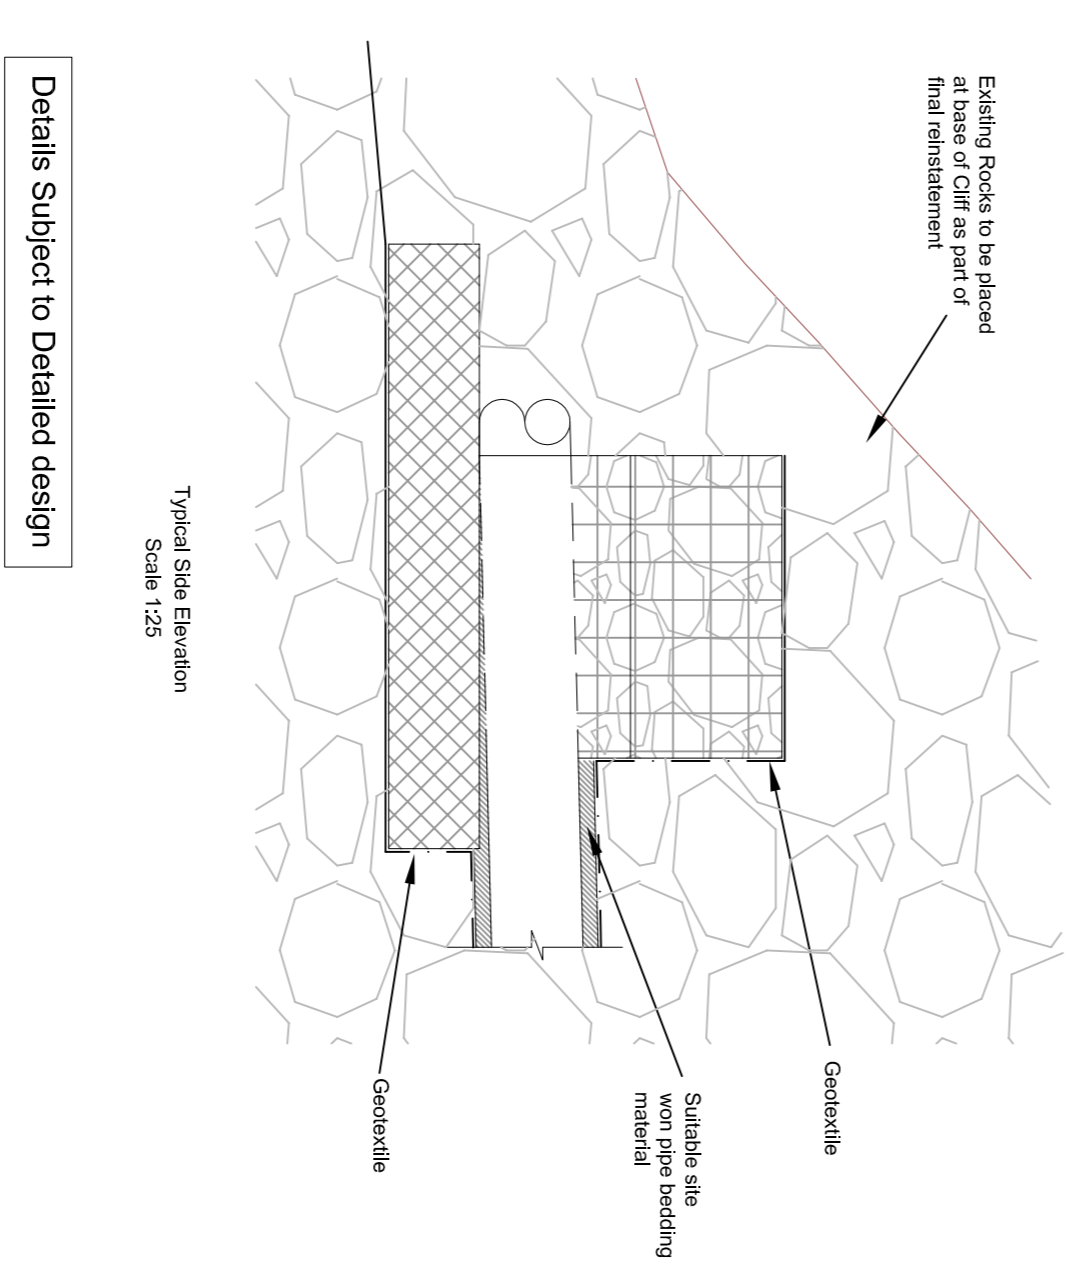 Existing Rocks to be placed
at base of Cliff as part of
final reinstatement
Geotextile
Suitable site
won pipe bedding
material
Geotextile
Typical Side Elevation
Scale 1:25
Details Subject to Detailed design